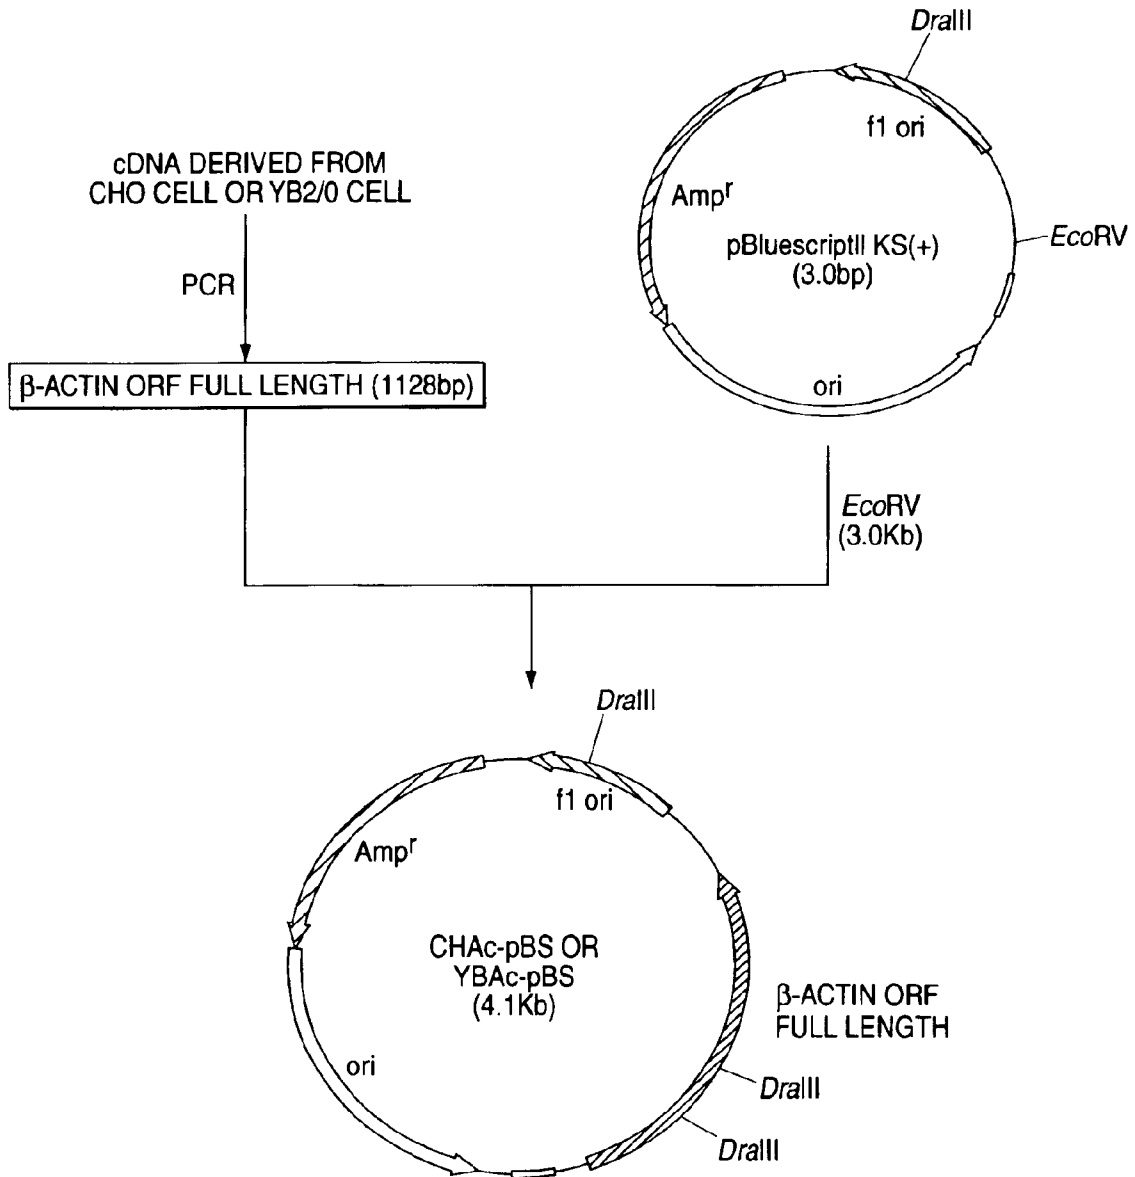 DraIII
f1 ori
cDNA DERIVED FROM
CHO CELL OR YB2/0 CELL
Ampr
pBluescriptII KS(+)
(3.0bp)
EcoRV
PCR
β-ACTIN ORF FULL LENGTH (1128bp)
ori
EcoRV
(3.0Kb)
DraIII
f1 ori
Ampr
CHAc-pBS OR
YBAc-pBS
(4.1Kb)
β-ACTIN ORF
FULL LENGTH
ori
DraIII
DraIII